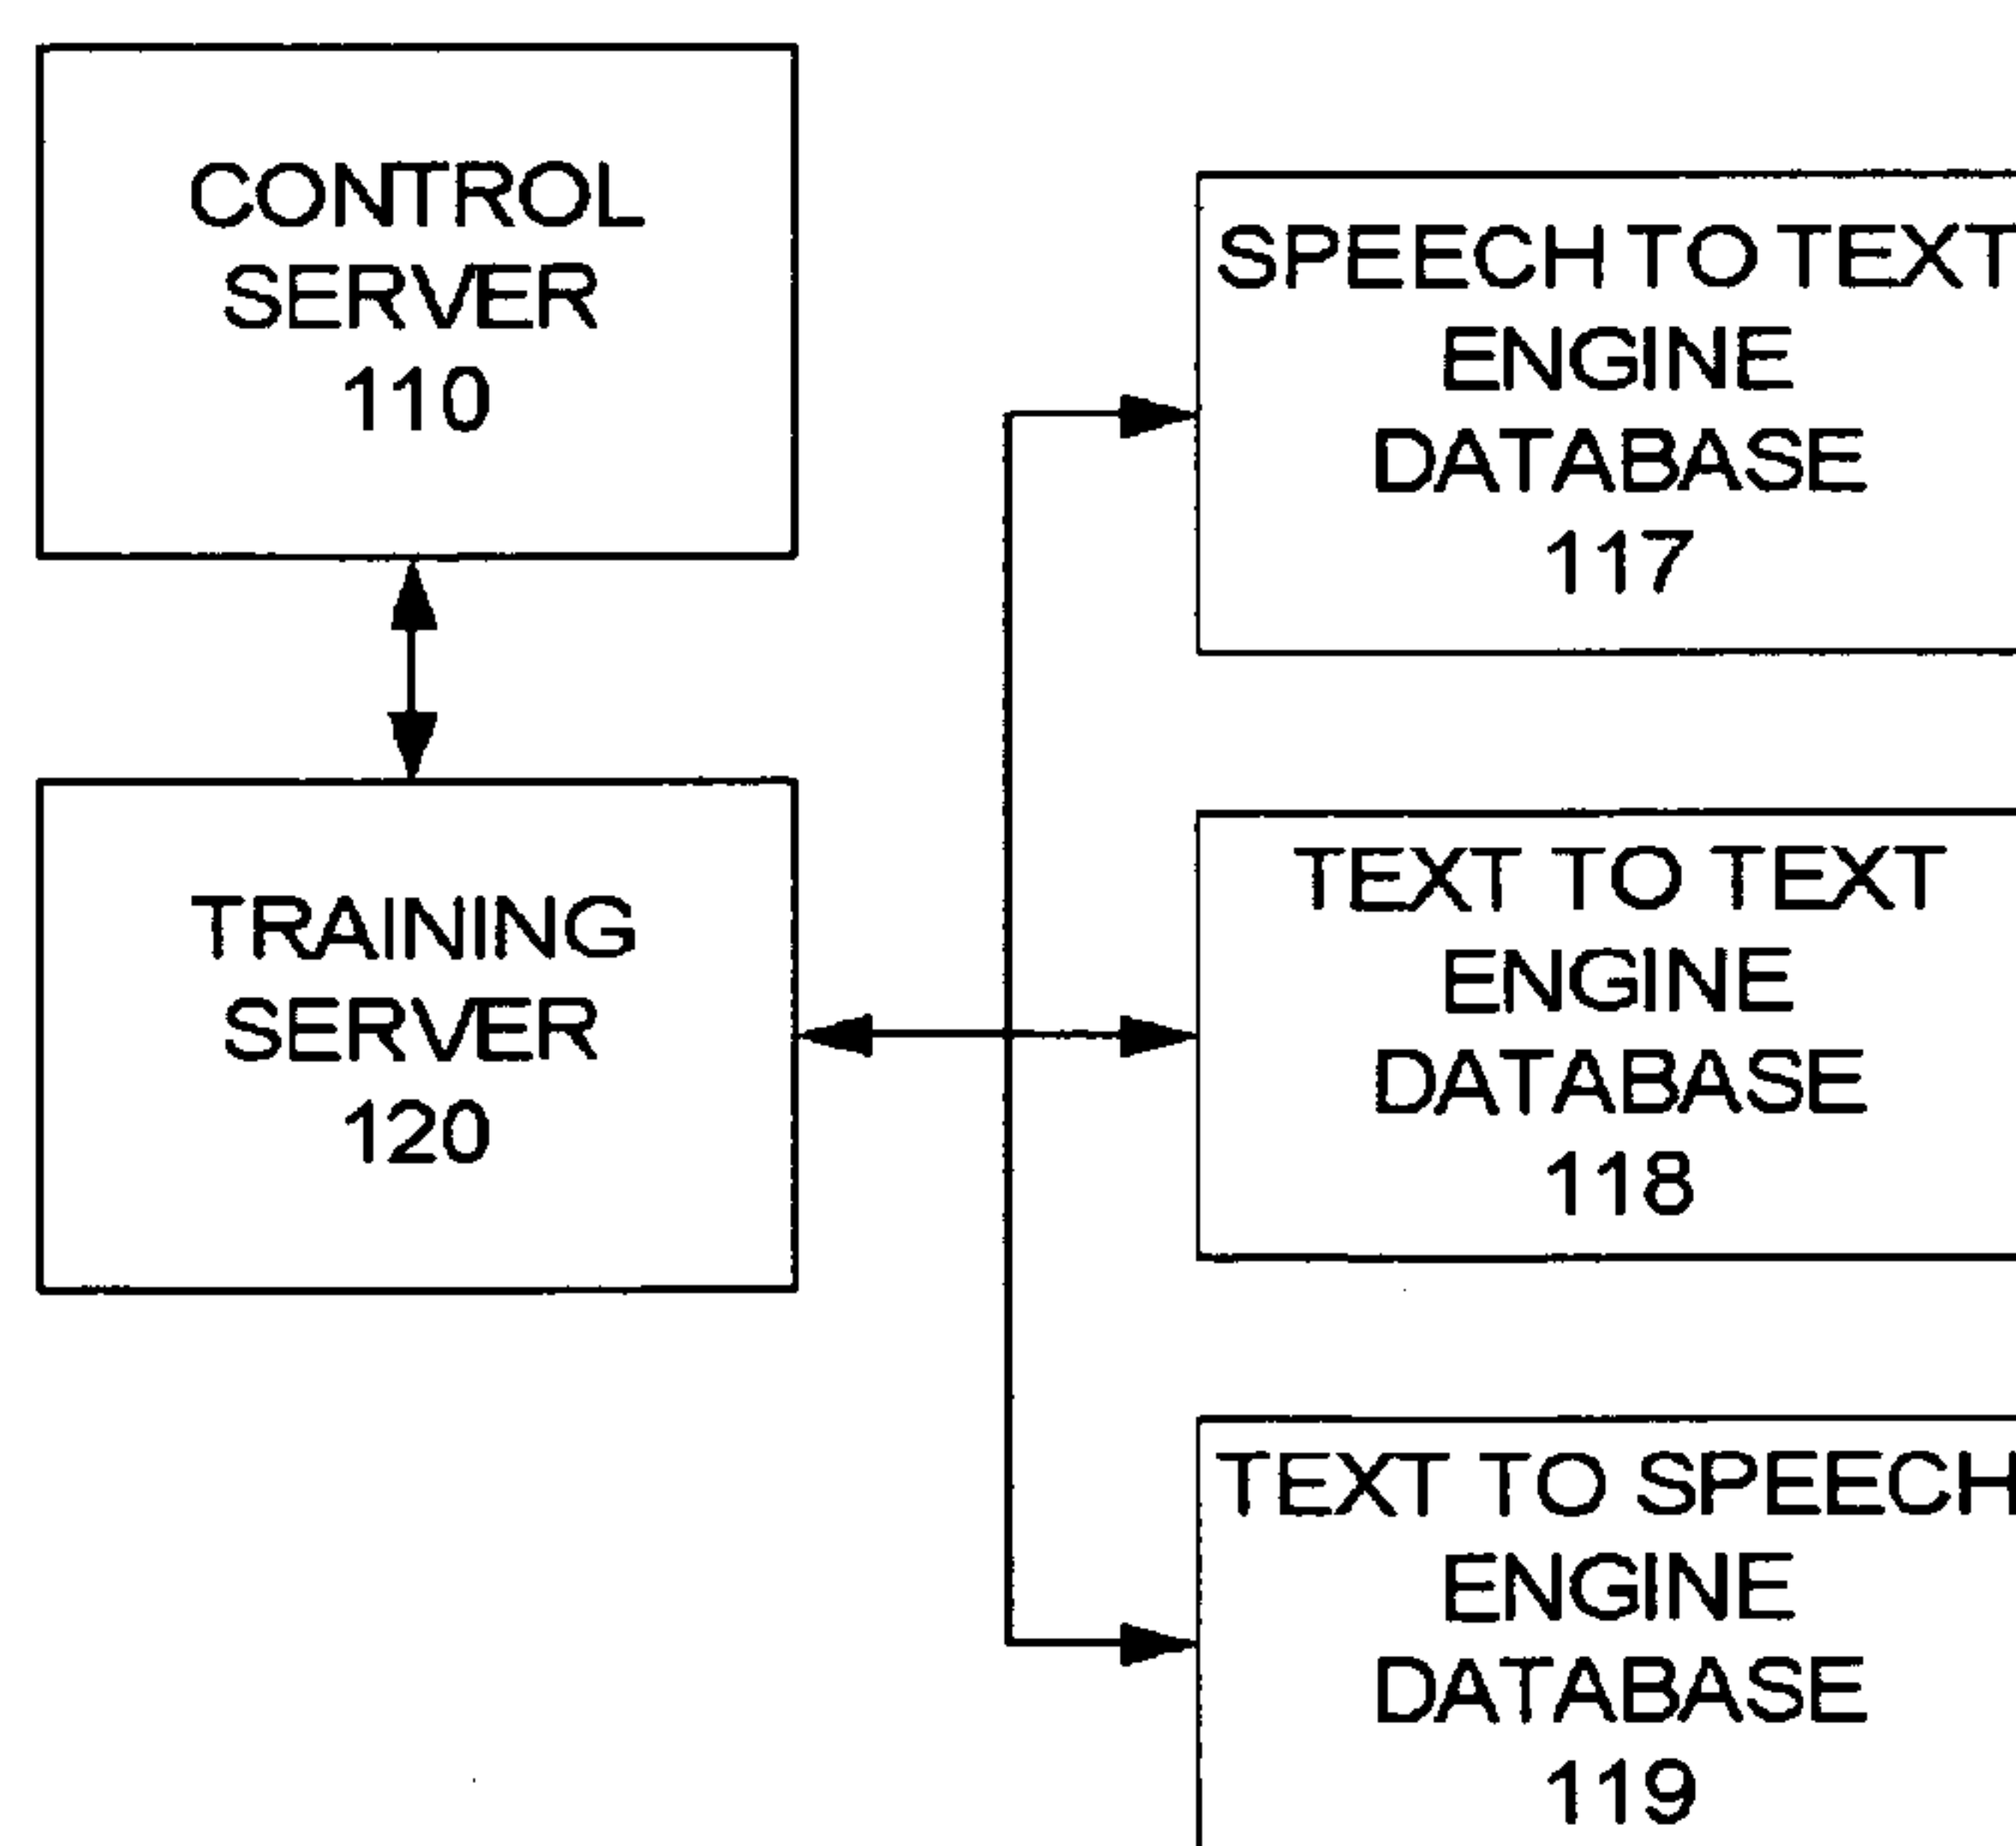 CONTROL
SERVER
110
TRAINING
SERVER
120
SPEECH TO TEXT
ENGINE
DATABASE
117
TEXT TO TEXT
ENGINE
DATABASE
118
TEXT TO SPEECH
ENGINE
DATABASE
119